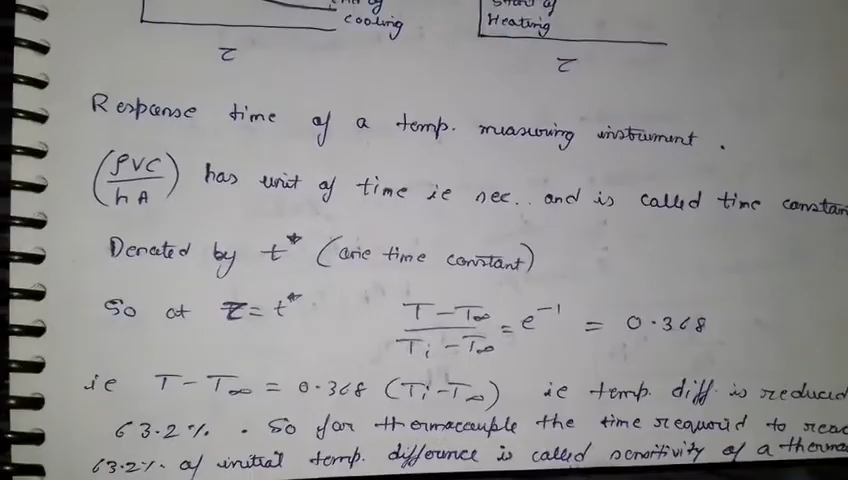 cooling
Heating
τ
τ
Response time of a temp. measuring instrument.
(ρVC / hA) has unit of time ie sec.. and is called time constan
Denoted by t* (one time constant)
So at τ = t* (T - T∞) / (Ti - T∞) = e^-1 = 0.368
ie T - T∞ = 0.368 (Ti - T∞) ie temp. diff. is reduced
63.2%. So for thermocouple the time requird to reac
63.2%. of initial temp. difference is called sensitivity of a thermo